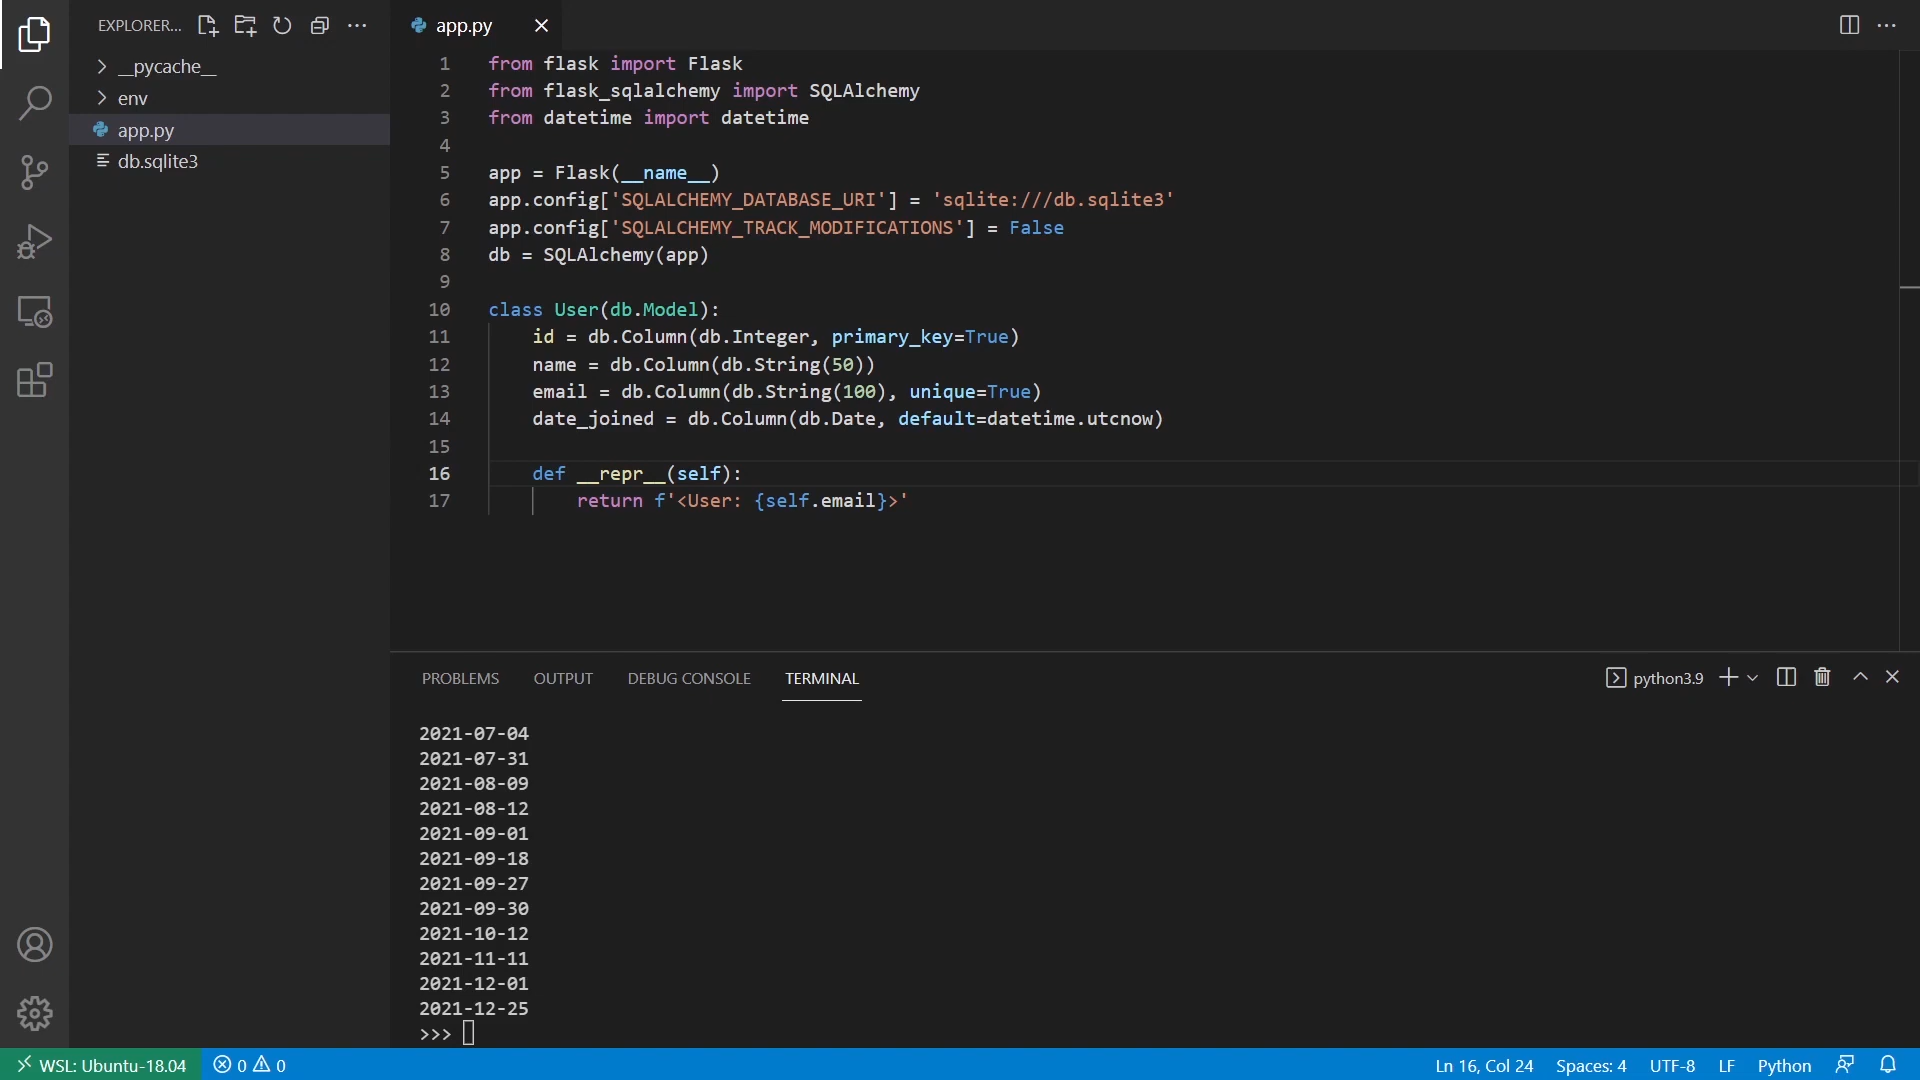 EXPLORER...
__pycache__
env
app.py
db.sqlite3
app.py
1 from flask import Flask
2 from flask_sqlalchemy import SQLAlchemy
3 from datetime import datetime
4
5 app = Flask(__name__)
6 app.config['SQLALCHEMY_DATABASE_URI'] = 'sqlite:///db.sqlite3'
7 app.config['SQLALCHEMY_TRACK_MODIFICATIONS'] = False
8 db = SQLAlchemy(app)
9
10 class User(db.Model):
11     id = db.Column(db.Integer, primary_key=True)
12     name = db.Column(db.String(50))
13     email = db.Column(db.String(100), unique=True)
14     date_joined = db.Column(db.Date, default=datetime.utcnow)
15
16     def __repr__(self):
17         return f'<User: {self.email}>'
PROBLEMS OUTPUT DEBUG CONSOLE TERMINAL python3.9
2021-07-04
2021-07-31
2021-08-09
2021-08-12
2021-09-01
2021-09-18
2021-09-27
2021-09-30
2021-10-12
2021-11-11
2021-12-01
2021-12-25
>>>
WSL: Ubuntu-18.04 0 0 Ln 16, Col 24 Spaces: 4 UTF-8 LF Python